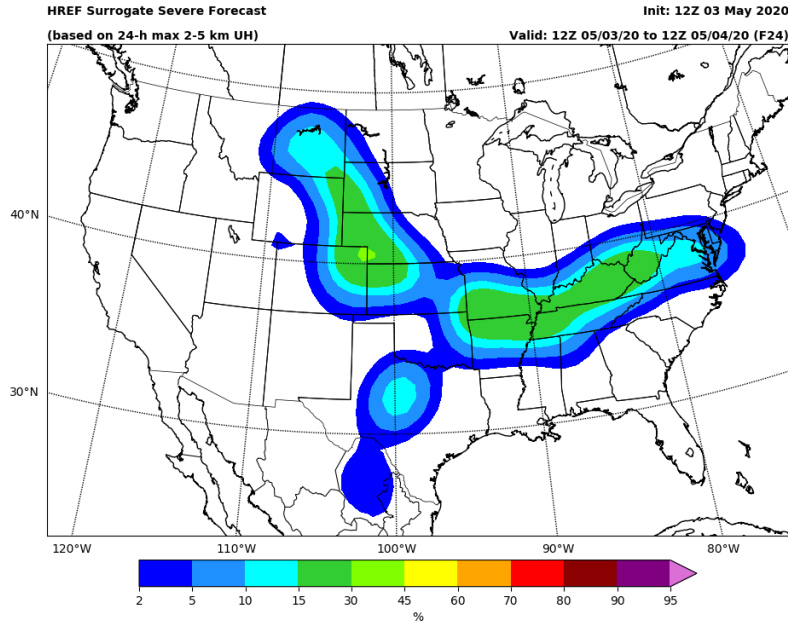 HREF Surrogate Severe Forecast
Init: 12Z 03 May 2020
(based on 24-h max 2-5 km UH)
Valid: 12Z 05/03/20 to 12Z 05/04/20 (F24)
40°N
30°N
120°W 110°W 100°W 90°W 80°W
2 5 10 15 30 45 60 70 80 90 95
%